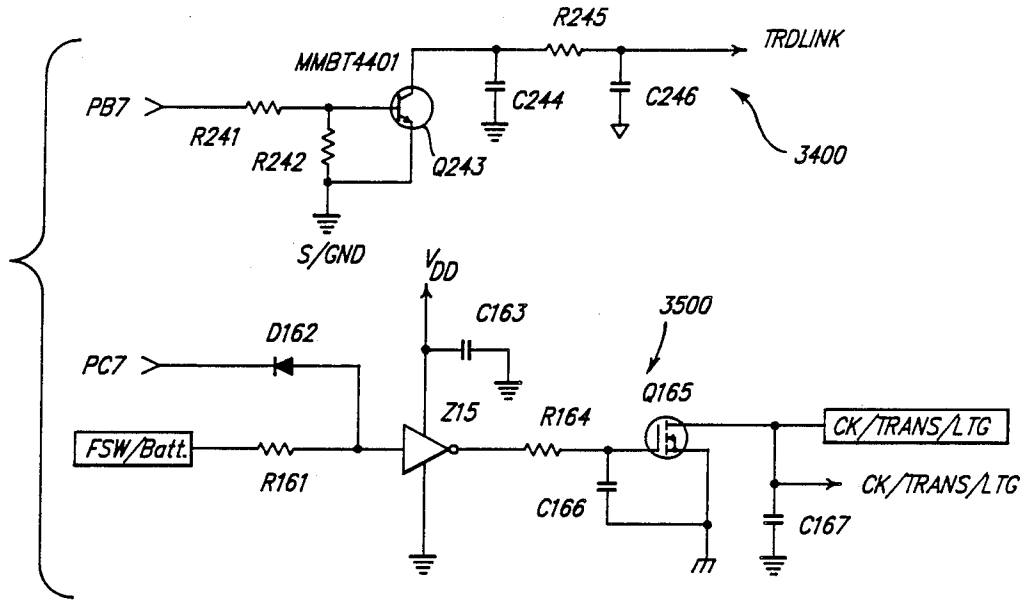 R245
TRDLINK
MMBT4401
C244
C246
PB7
R241
R242
Q243
3400
S/GND
VDD
C163
3500
D162
PC7
Z15
R164
Q165
FSW/Batt.
CK/TRANS/LTG
R161
C166
CK/TRANS/LTG
C167